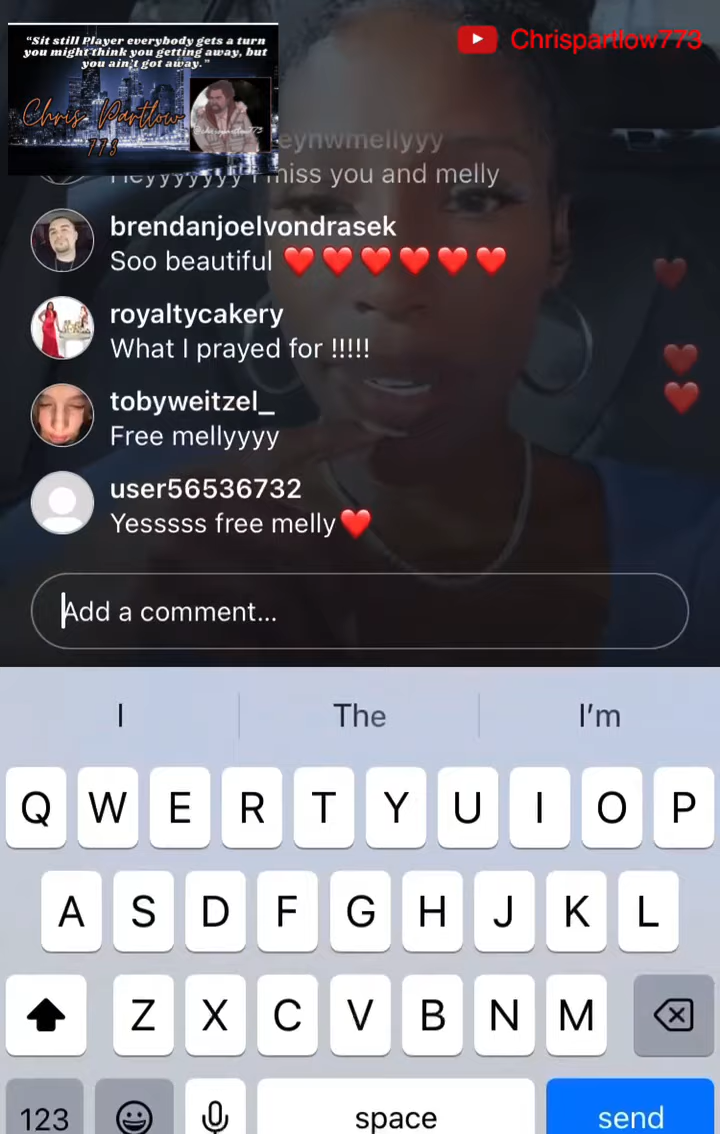 "Sit still Player everybody gets a turn
you might think you getting away, but
you ain't got away."
Chris Partlow
773
Chrispartlow773
eynwmellyyy
Heyyyyyyy I miss you and melly
brendanjoelvondrasek
Soo beautiful ❤️❤️❤️❤️❤️❤️
royaltycakery
What I prayed for !!!!!
tobyweitzel_
Free mellyyyy
user56536732
Yesssss free melly❤️
Add a comment...
I The I'm
Q W E R T Y U I O P
A S D F G H J K L
Z X C V B N M
123 space send